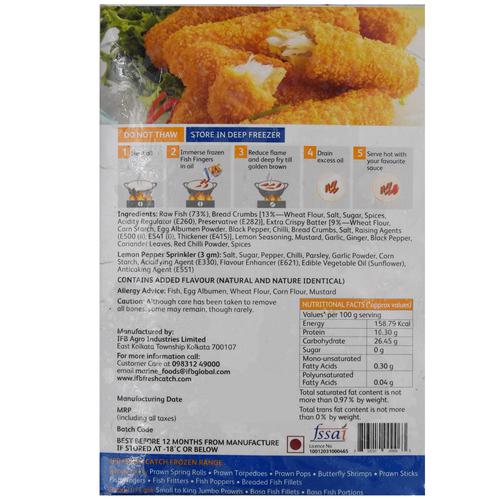 DO NOT THAW STORE IN DEEP FREEZER
1 Heat oil
2 Immerse frozen
Fish Fingers
in oil
3 Reduce flame
and deep fry till
golden brown
4 Drain
excess oil
5 Serve hot with
your favourite
sauce
Ingredients: Raw Fish (73%), Bread Crumbs [13%—Wheat Flour, Salt, Sugar, Spices,
Acidity Regulator (E260), Preservative (E282)], Extra Crispy Batter [9%—Wheat Flour,
Corn Starch, Egg Albumen Powder, Black Pepper, Chilli, Bread Crumbs, Salt, Raising Agents
(E500 (ii), E541 (i), Thickener (E415)], Lemon Seasoning, Mustard, Garlic, Ginger, Black Pepper,
Coriander Leaves, Red Chilli Powder, Spices
Lemon Pepper Sprinkler (3 gm): Salt, Sugar, Pepper, Chilli, Parsley, Garlic Powder, Corn
Starch, Acidifying Agent (E330), Flavour Enhancer (E621), Edible Vegetable Oil (Sunflower),
Anticaking Agent (E551)
CONTAINS ADDED FLAVOUR (NATURAL AND NATURE IDENTICAL)
Allergy Advice: Fish, Egg Albumen, Wheat Flour, Corn Flour, Mustard
Caution: Although care has been taken to remove
all bones, some may remain, though rarely.
Manufactured by:
IFB Agro Industries Limited
East Kolkata Township Kolkata 700107
For more information call:
Customer Care at 098312 49000
email marine_foods@ifbglobal.com
www.ifbfreshcatch.com
Manufacturing Date
MRP
(including all taxes)
Batch Code
BEST BEFORE 12 MONTHS FROM MANUFACTURE
IF STORED AT -18°C OR BELOW
NUTRITIONAL FACTS (*approx values)
Values* per 100 g serving
Energy 158.79 Kcal
Protein 10.30 g
Carbohydrate 26.45 g
Sugar 0 g
Mono-unsaturated
Fatty Acids 0.30 g
Polyunsaturated
Fatty Acids 0.04 g
Total saturated fat content is not
more than 0.97 % by weight.
Total trans fat content is not more
than 0 % by weight.
fssai
Licence No
10012031000465
CATCH FROZEN RANGE
Prawn Spring Rolls • Prawn Torpedoes • Prawn Pops • Butterfly Shrimps • Prawn Sticks
• Fish Fritters • Fish Poppers • Breaded Fish Fillets
Small to King Jumbo Prawns • Basa Fish Fillets • Basa Fish Portions